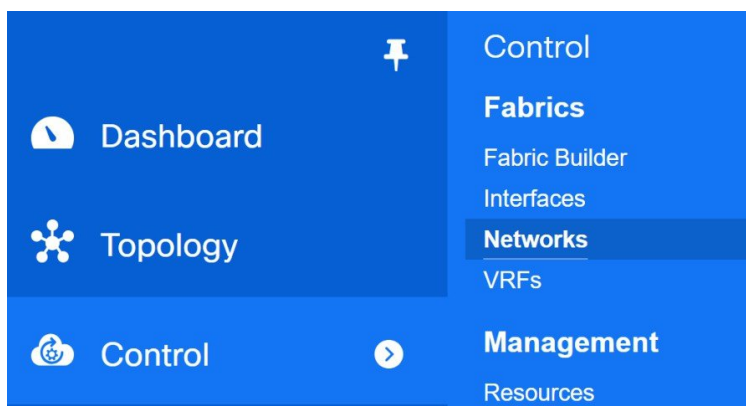 Dashboard
Topology
Control
Control
Fabrics
Fabric Builder
Interfaces
Networks
VRFs
Management
Resources